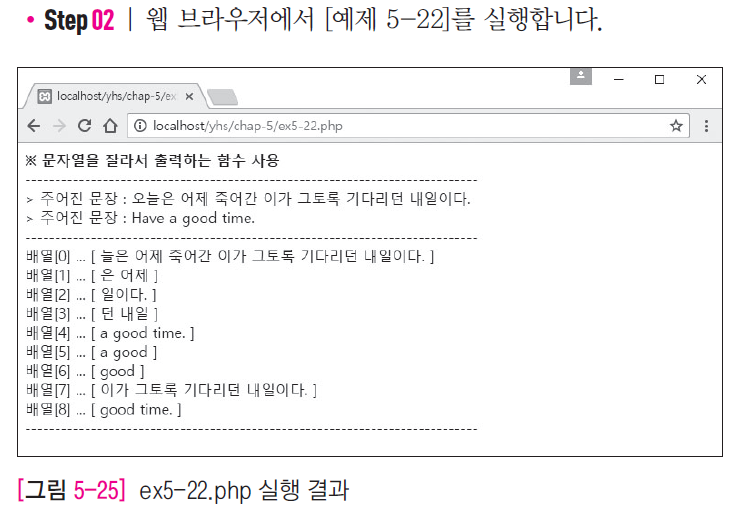 • Step 02 | 웹 브라우저에서 [예제 5-22]를 실행합니다.
localhost/yhs/chap-5/ex
localhost/yhs/chap-5/ex5-22.php
※ 문자열을 잘라서 출력하는 함수 사용
--------------------------------------------------------------------------------
> 주어진 문장 : 오늘은 어제 죽어간 이가 그토록 기다리던 내일이다.
> 주어진 문장 : Have a good time.
--------------------------------------------------------------------------------
배열[0] ... [ 늘은 어제 죽어간 이가 그토록 기다리던 내일이다. ]
배열[1] ... [ 은 어제 ]
배열[2] ... [ 일이다. ]
배열[3] ... [ 던 내일 ]
배열[4] ... [ a good time. ]
배열[5] ... [ a good ]
배열[6] ... [ good ]
배열[7] ... [ 이가 그토록 기다리던 내일이다. ]
배열[8] ... [ good time. ]
--------------------------------------------------------------------------------
[그림 5-25] ex5-22.php 실행 결과